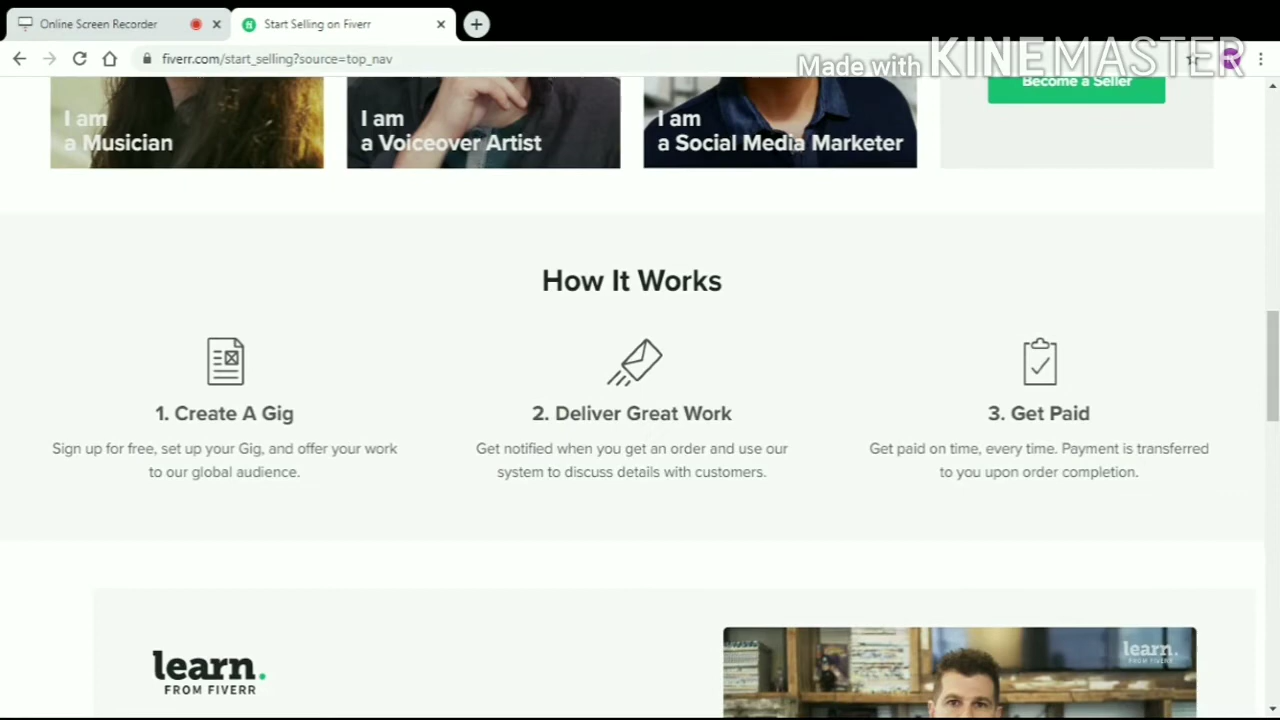 Online Screen Recorder
Start Selling on Fiverr
fiverr.com/start_selling?source=top_nav
Made with KINEMASTER
I am
a Musician
I am
a Voiceover Artist
I am
a Social Media Marketer
Become a Seller
How It Works
1. Create A Gig
Sign up for free, set up your Gig, and offer your work
to our global audience.
2. Deliver Great Work
Get notified when you get an order and use our
system to discuss details with customers.
3. Get Paid
Get paid on time, every time. Payment is transferred
to you upon order completion.
learn.
FROM FIVERR
learn.
FROM FIVERR